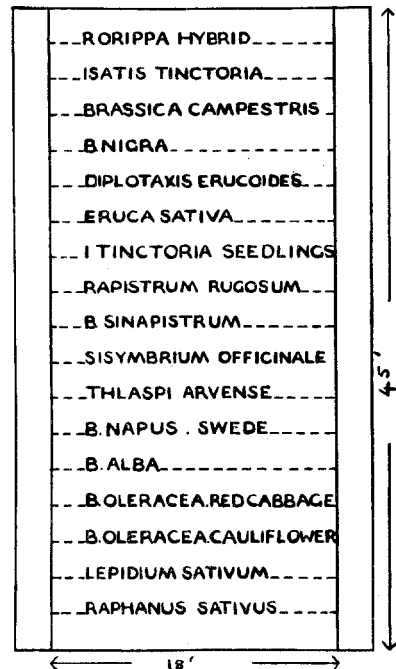 RORIPPA HYBRID
ISATIS TINCTORIA
BRASSICA CAMPESTRIS
B.NIGRA
DIPLOTAXIS ERUCOIDES
ERUCA SATIVA
I TINCTORIA SEEDLINGS
RAPISTRUM RUGOSUM
B SINAPISTRUM
SISYMBRIUM OFFICINALE
THLASPI ARVENSE
B.NAPUS . SWEDE
B.ALBA
B.OLERACEA.RED CABBAGE
B.OLERACEA.CAULIFLOWER
LEPIDIUM SATIVUM
RAPHANUS SATIVUS
45'
18'